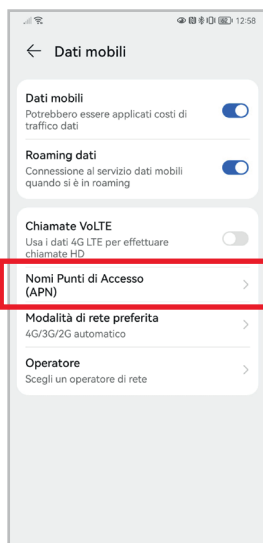 12:58
Dati mobili
Dati mobili
Potrebbero essere applicati costi di
traffico dati
Roaming dati
Connessione al servizio dati mobili
quando si è in roaming
Chiamate VoLTE
Usa i dati 4G LTE per effettuare
chiamate HD
Nomi Punti di Accesso
(APN)
Modalità di rete preferita
4G/3G/2G automatico
Operatore
Scegli un operatore di rete